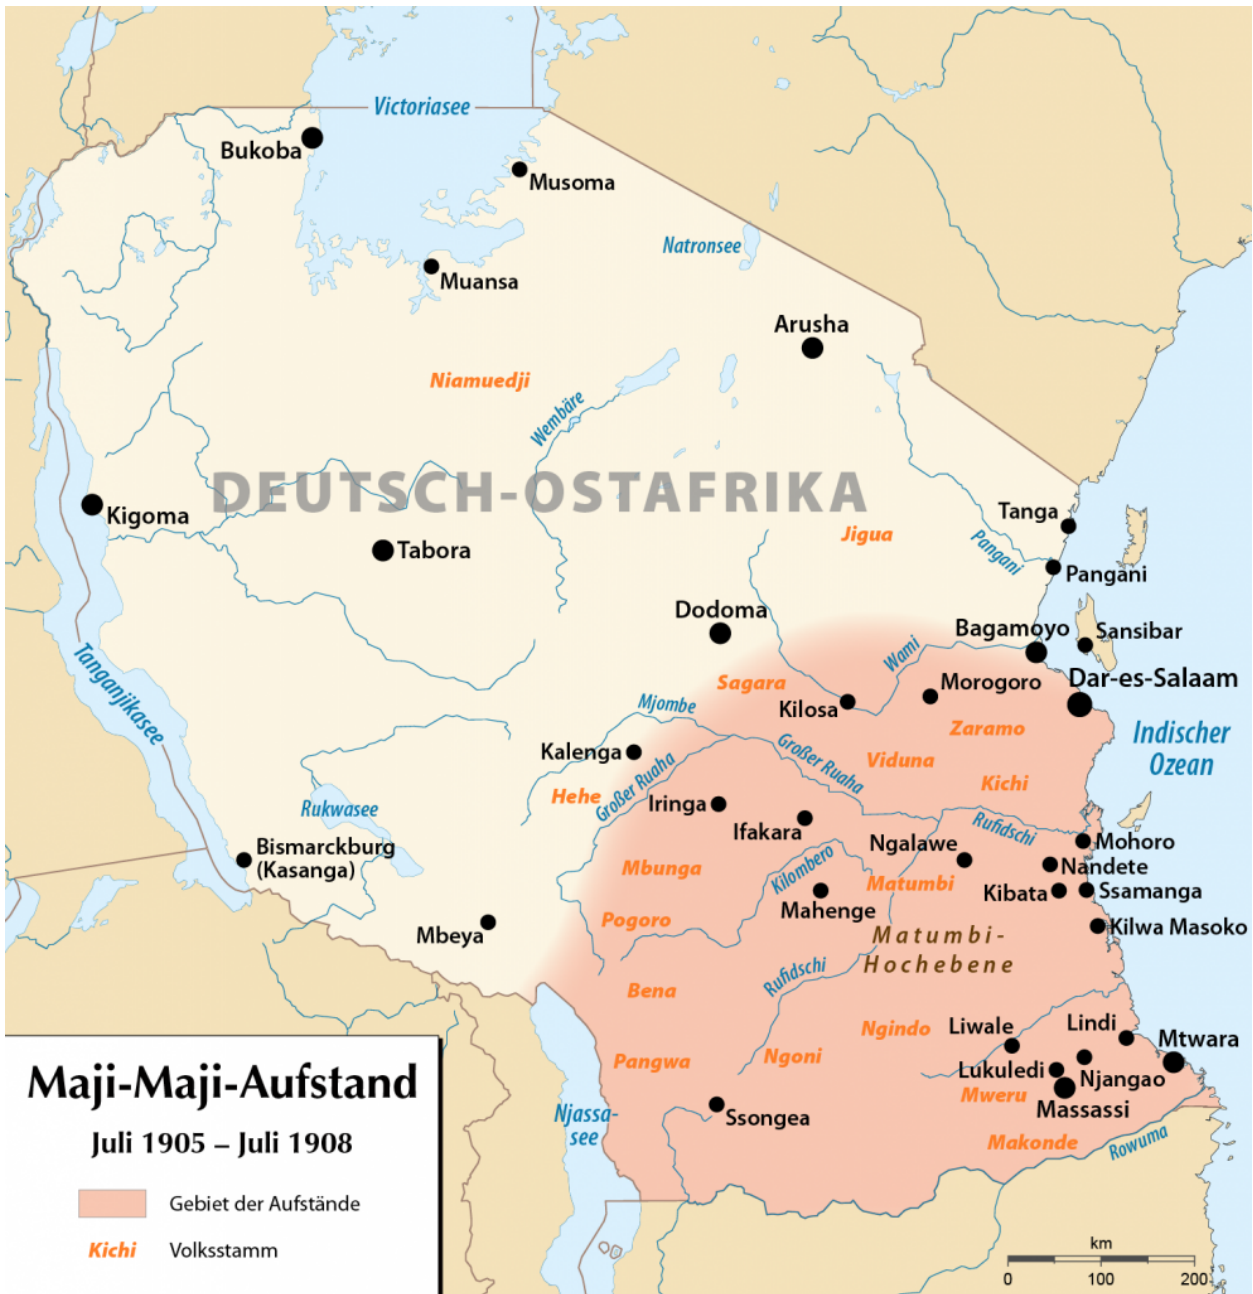 Victoriasee
Bukoba
Musoma
Natronsee
Muansa
Arusha
Niamuedji
Wembäre
DEUTSCH-OSTAFRIKA
Kigoma
Tanga
Jigua
Pangani
Tabora
Pangani
Dodoma
Bagamoyo
Sansibar
Wami
Tanganjikasee
Sagara
Morogoro
Dar-es-Salaam
Mjombe
Kilosa
Zaramo
Indischer
Ozean
Kalenga
Großer Ruaha
Großer Ruaha
Viduna
Kichi
Hehe
Iringa
Rukwasee
Ifakara
Rufidschi
Ngalawe
Mohoro
Bismarckburg
(Kasanga)
Mbunga
Kilombero
Nandete
Matumbi
Kibata
Ssamanga
Mahenge
Pogoro
Kilwa Masoko
Mbeya
Matumbi-
Hochebene
Rufidschi
Bena
Ngindo
Liwale
Lindi
Mtwara
Pangwa
Ngoni
Lukuledi
Njangao
Mweru
Massassi
Njassa-
see
Ssongea
Makonde
Rowuma
Maji-Maji-Aufstand
Juli 1905 – Juli 1908
Gebiet der Aufstände
Kichi Volksstamm
km
0 100 200